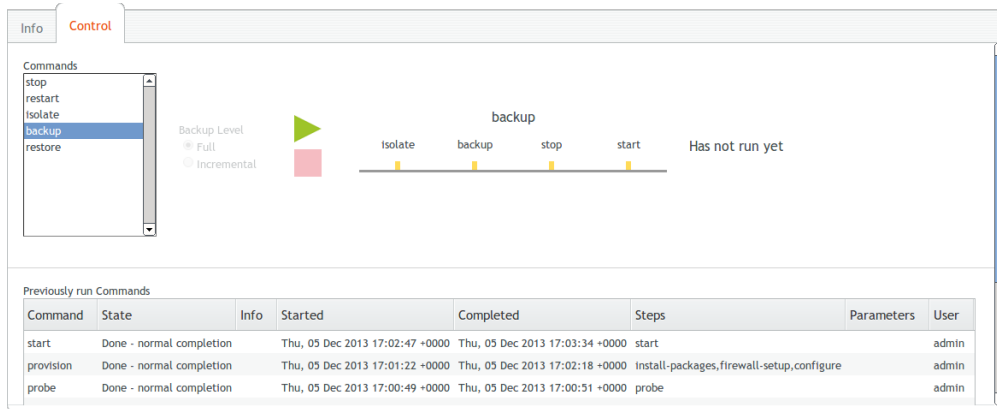 Info
Control
Commands
stop
restart
isolate
backup
restore
Backup Level
Full
Incremental
backup
isolate backup stop start
Has not run yet
Previously run Commands
Command State Info Started Completed Steps Parameters User
start Done - normal completion Thu, 05 Dec 2013 17:02:47 +0000 Thu, 05 Dec 2013 17:03:34 +0000 start admin
provision Done - normal completion Thu, 05 Dec 2013 17:01:22 +0000 Thu, 05 Dec 2013 17:02:18 +0000 install-packages,firewall-setup,configure admin
probe Done - normal completion Thu, 05 Dec 2013 17:00:49 +0000 Thu, 05 Dec 2013 17:00:51 +0000 probe admin